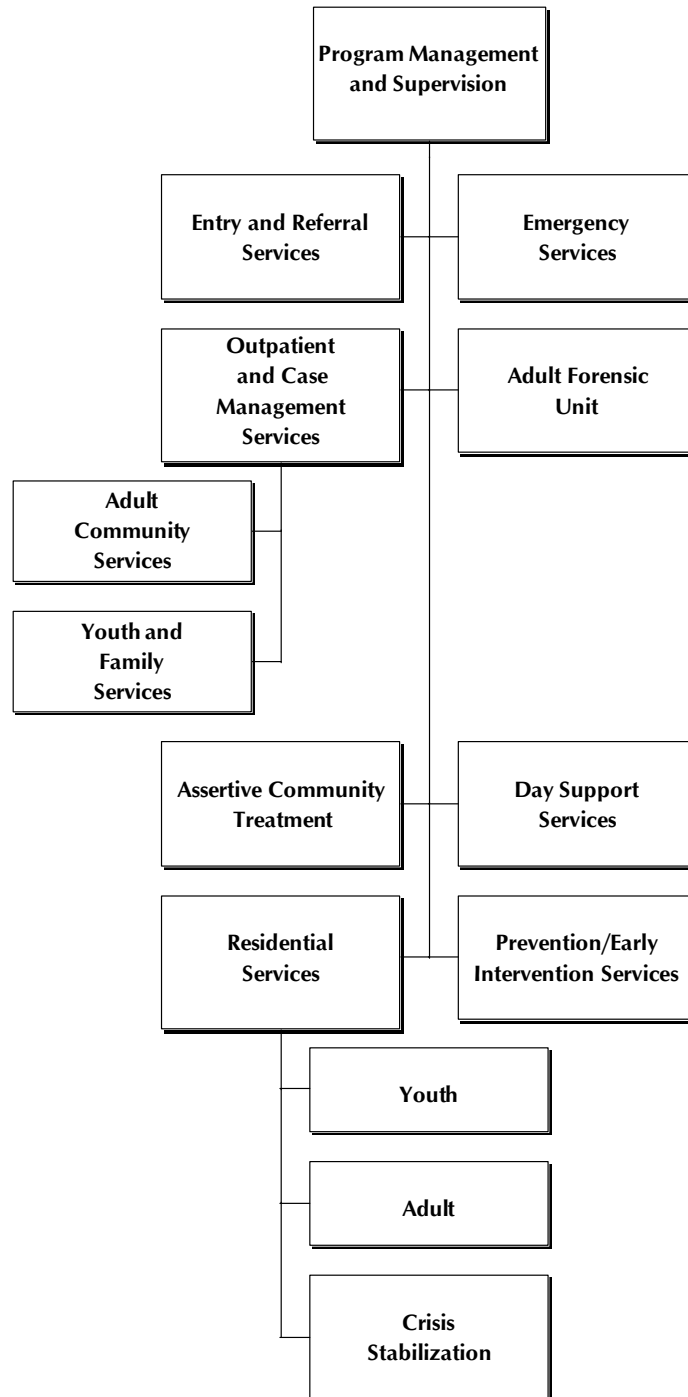 Program Management
and Supervision
Entry and Referral
Services
Emergency
Services
Outpatient
and Case
Management
Services
Adult Forensic
Unit
Adult
Community
Services
Youth and
Family
Services
Assertive Community
Treatment
Day Support
Services
Residential
Services
Prevention/Early
Intervention Services
Youth
Adult
Crisis
Stabilization